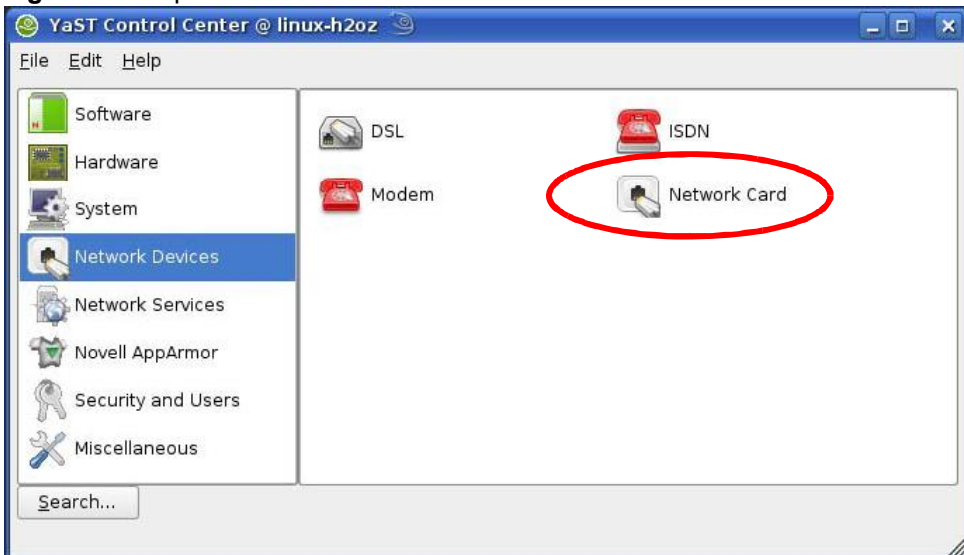 YaST Control Center @ linux-h2oz
File Edit Help
Software
Hardware
System
Network Devices
Network Services
Novell AppArmor
Security and Users
Miscellaneous
DSL
ISDN
Modem
Network Card
Search...